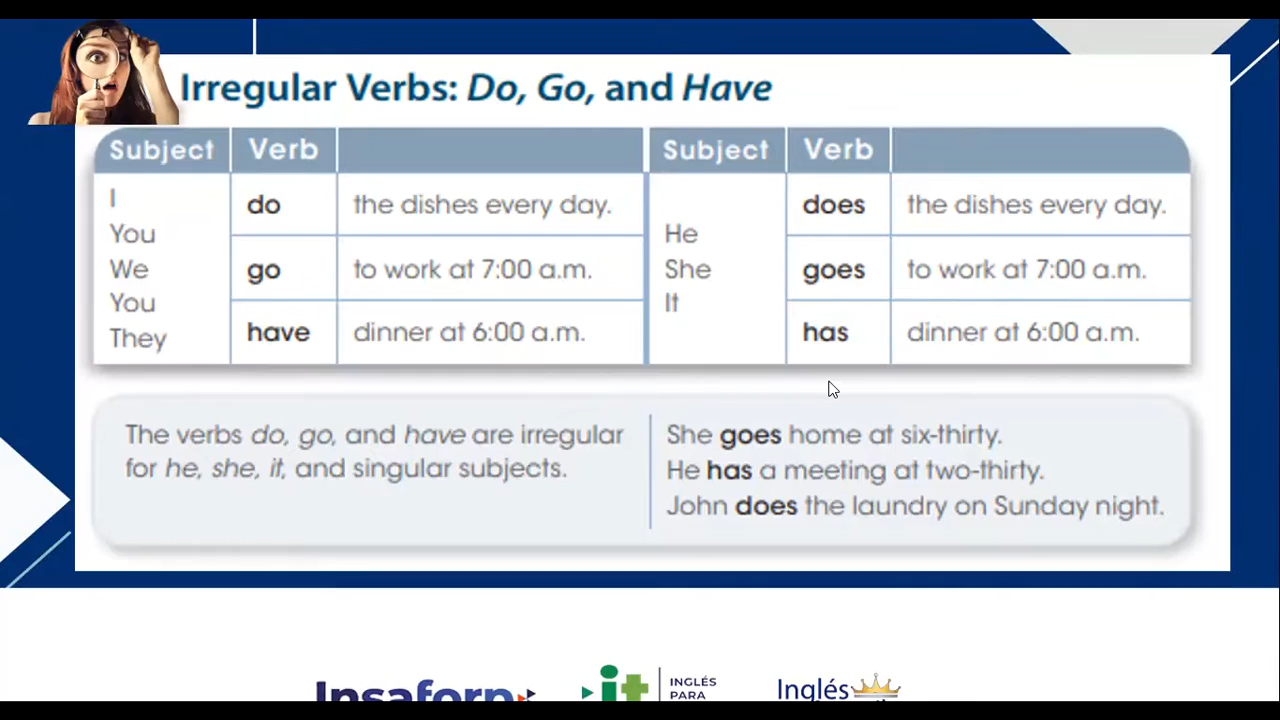 Irregular Verbs: Do, Go, and Have
Subject Verb
I
You
We
You
They
do the dishes every day.
go to work at 7:00 a.m.
have dinner at 6:00 a.m.
Subject Verb
He
She
It
does the dishes every day.
goes to work at 7:00 a.m.
has dinner at 6:00 a.m.
The verbs do, go, and have are irregular
for he, she, it, and singular subjects.
She goes home at six-thirty.
He has a meeting at two-thirty.
John does the laundry on Sunday night.
Insaforp
it
INGLÉS
PARA
Inglés